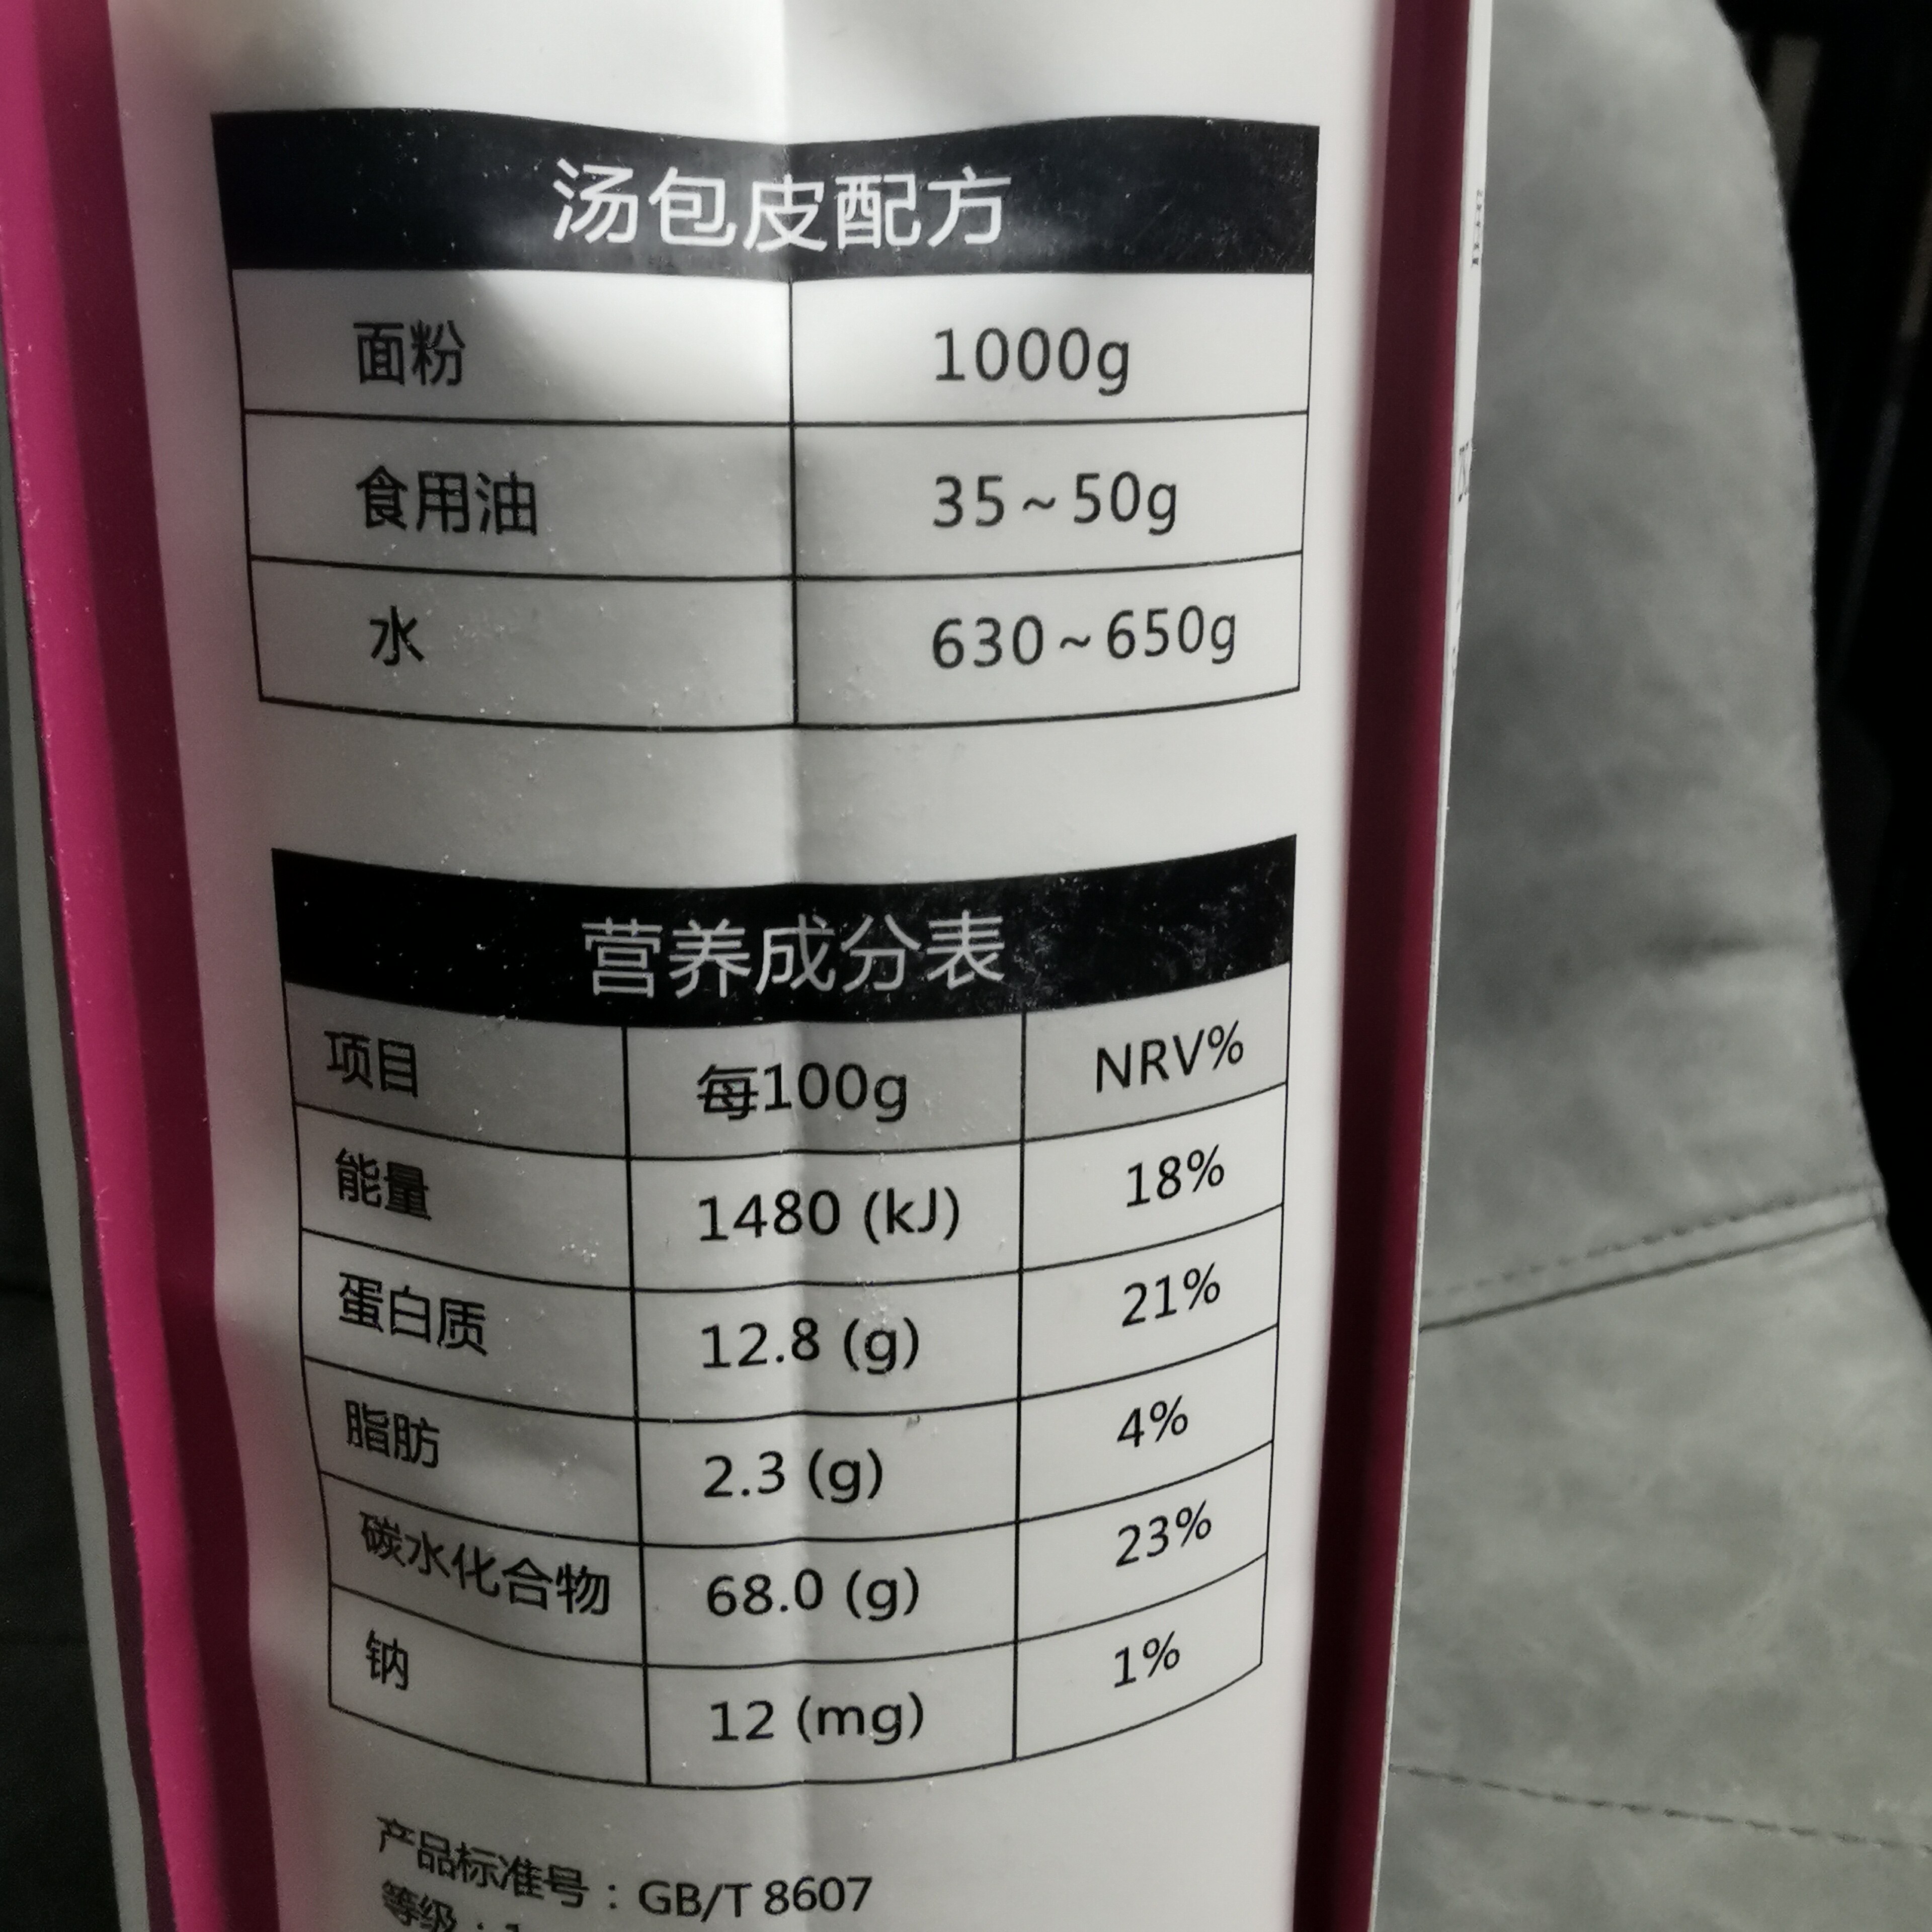 汤包皮配方
面粉 1000g
食用油 35~50g
水 630~650g
营养成分表
项目 每100g NRV%
能量 1480 (kJ) 18%
蛋白质 12.8 (g) 21%
脂肪 2.3 (g) 4%
碳水化合物 68.0 (g) 23%
钠 12 (mg) 1%
产品标准号：GB/T 8607
等级：